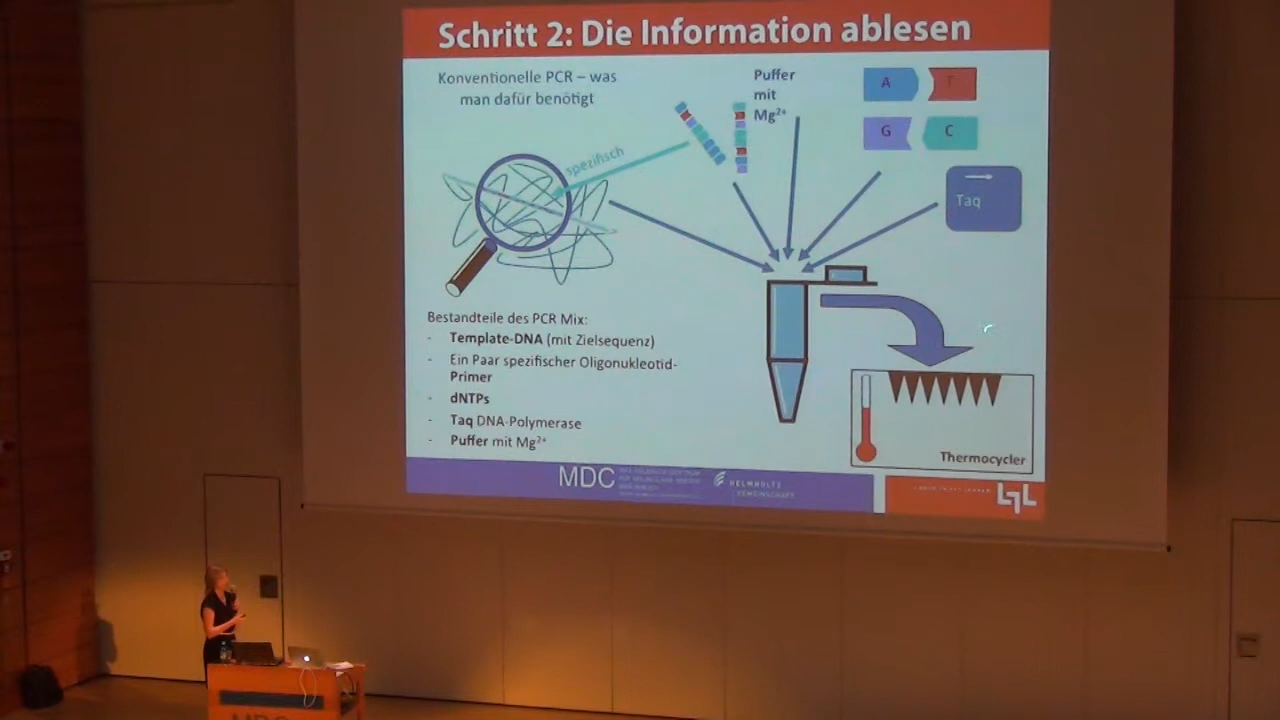 Schritt 2: Die Information ablesen
Konventionelle PCR – was
man dafür benötigt
Puffer
mit
Mg²⁺
A
T
G
C
spezifisch
Taq
Bestandteile des PCR Mix:
- Template-DNA (mit Zielsequenz)
- Ein Paar spezifischer Oligonukleotid-
Primer
- dNTPs
- Taq DNA-Polymerase
- Puffer mit Mg²⁺
Thermocycler
MDC
HELMHOLTZ
GEMEINSCHAFT
LgL
MDC